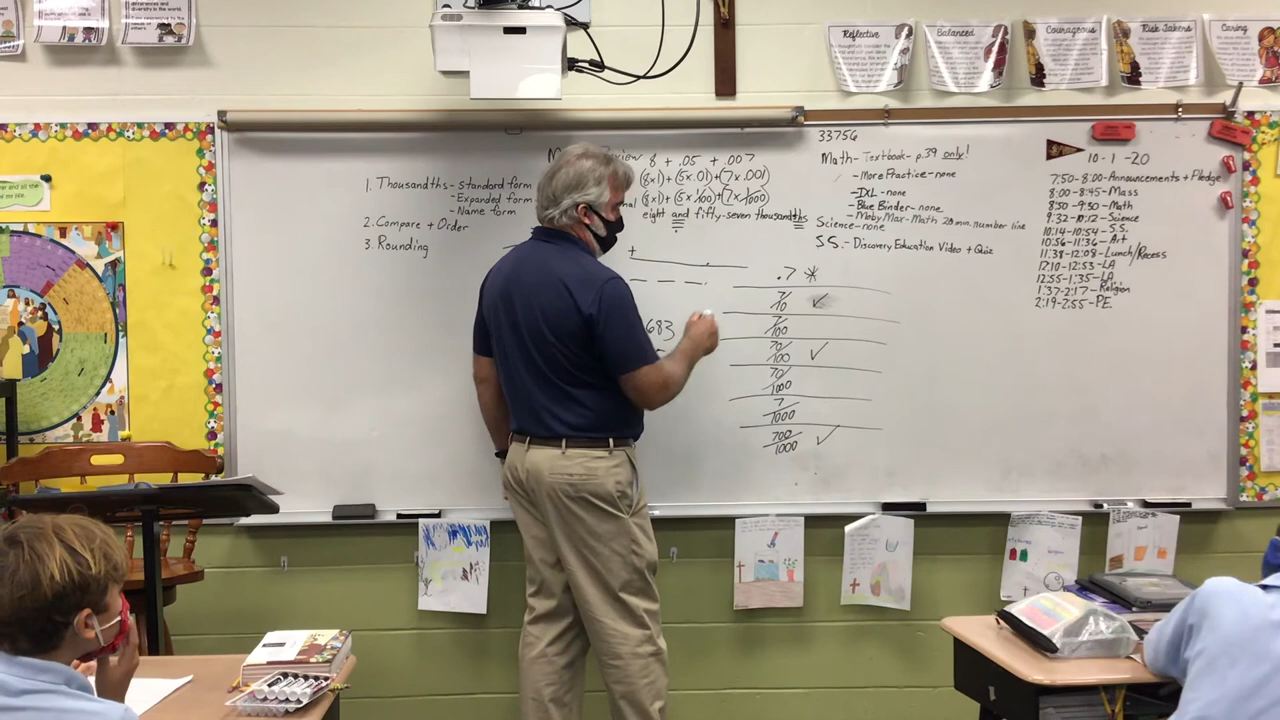 Reflective
Balanced
Courageous
Risk Takers
Caring
1. Thousandths - standard form
- Expanded form
- Name form
2. Compare + Order
3. Rounding
8 + .05 + .007
(8x1)+(5x.01)+(7x.001)
(8x1)+(5x1/100)+(7x1/1000)
eight and fifty-seven thousandths
+
683
.7 *
7/10 ✓
7/100
70/100 ✓
70/1000
7/1000
700/1000 ✓
33756
Math- Textbook- p.39 only!
- More Practice - none
- IXL - none
- Blue Binder - none
- Moby Max - Math 20 min. number line
Science - none
S.S. - Discovery Education Video + Quiz
10-1-20
7:50-8:00-Announcements + Pledge
8:00-8:45-Mass
8:50-9:30-Math
9:32-10:12-Science
10:14-10:54-S.S.
10:56-11:36-Art
11:38-12:08-Lunch/Recess
12:10-12:53-LA
12:55-1:35-LA
1:37-2:17-Religion
2:19-2:55-PE